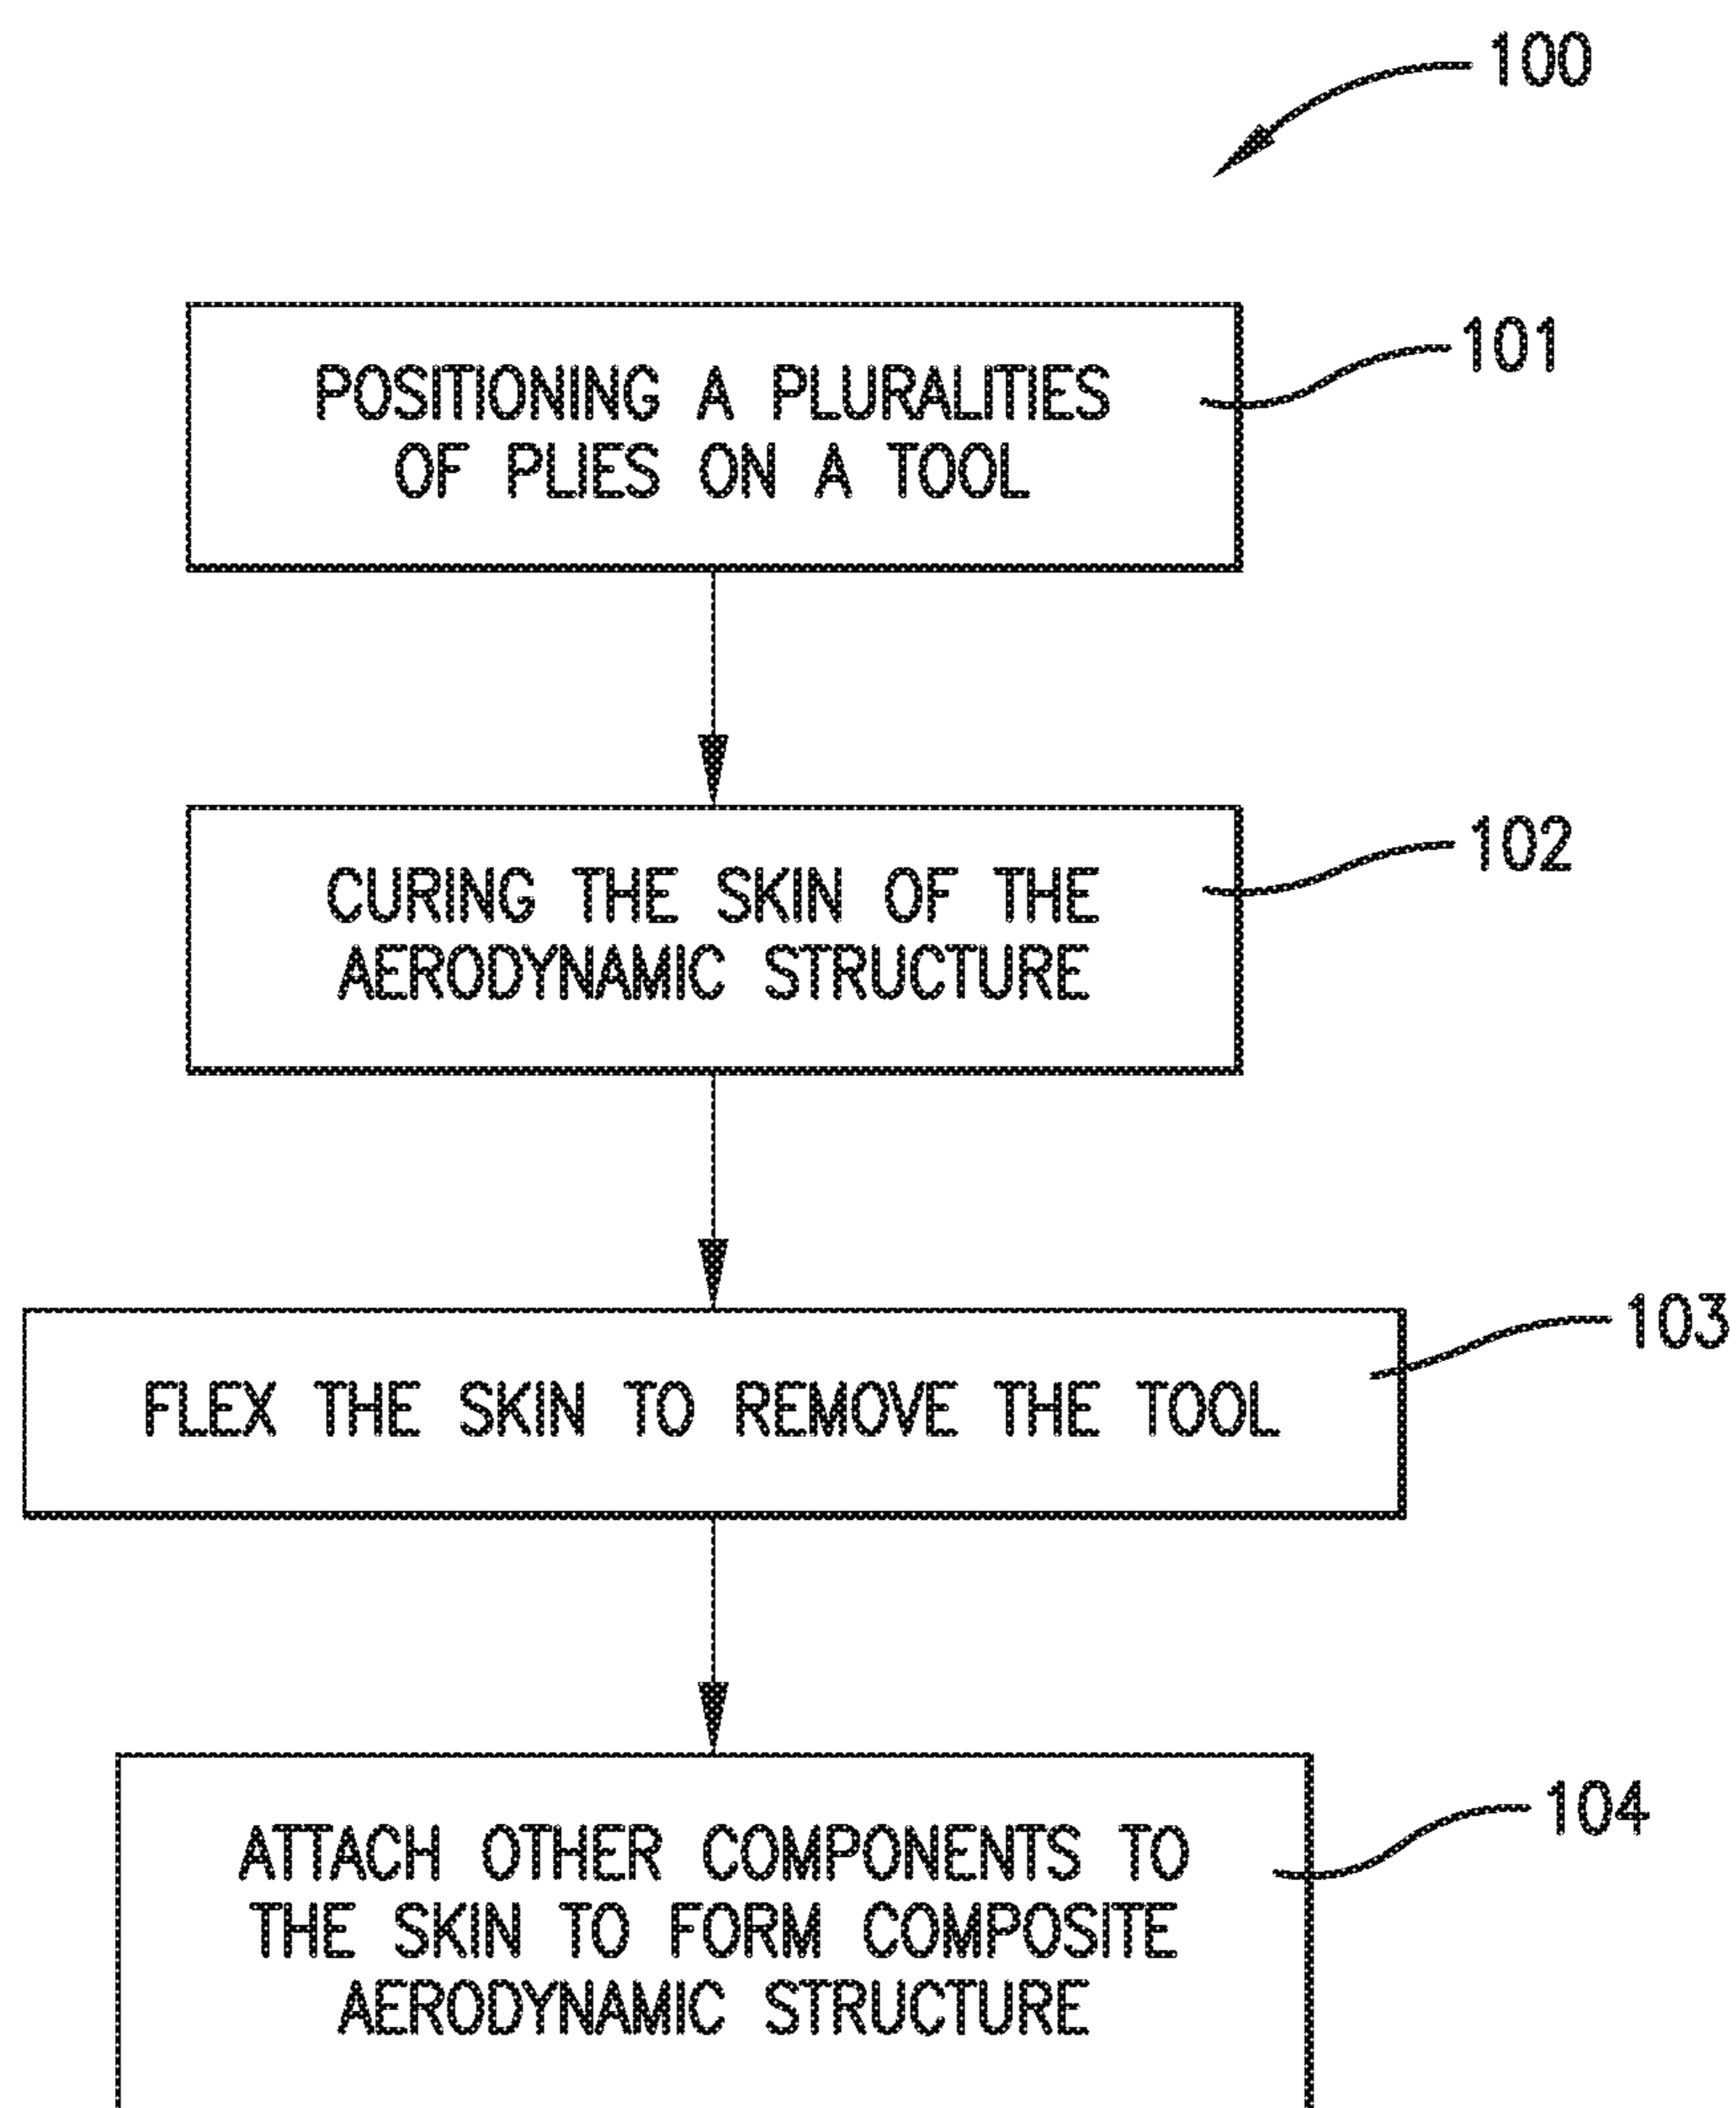 100
POSITIONING A PLURALITIES
OF PLIES ON A TOOL
101
CURING THE SKIN OF THE
AERODYNAMIC STRUCTURE
102
FLEX THE SKIN TO REMOVE THE TOOL
103
ATTACH OTHER COMPONENTS TO
THE SKIN TO FORM COMPOSITE
AERODYNAMIC STRUCTURE
104